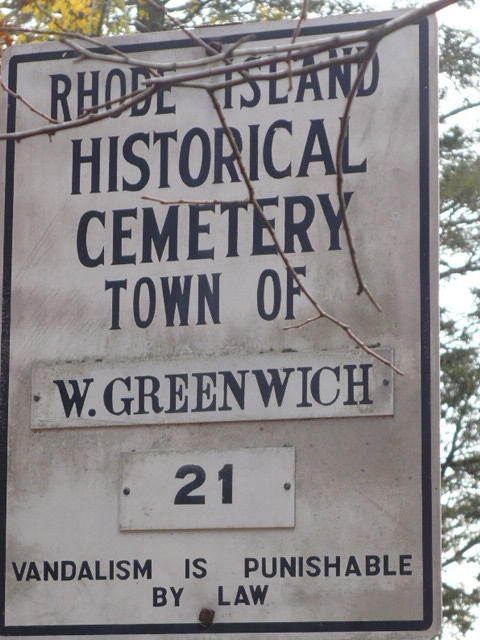 RHODE ISLAND
HISTORICAL
CEMETERY
TOWN OF
W. GREENWICH
21
VANDALISM IS PUNISHABLE
BY LAW